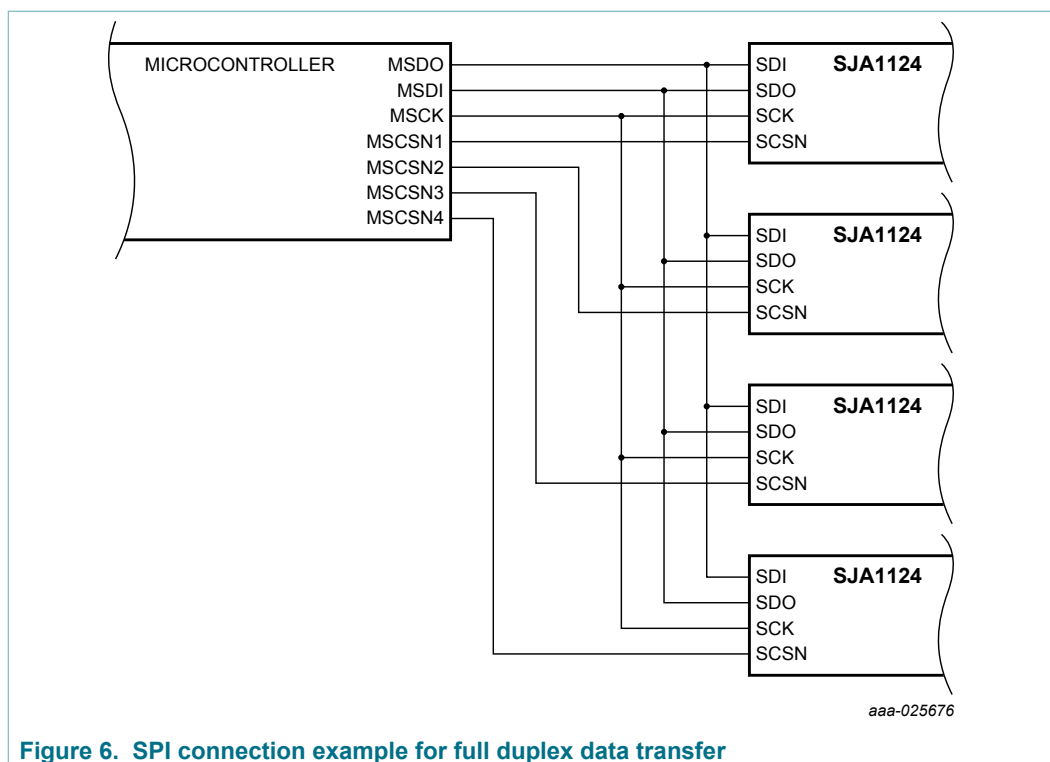 MICROCONTROLLER
MSDO
MSDI
MSCK
MSCSN1
MSCSN2
MSCSN3
MSCSN4
SDI SJA1124
SDO
SCK
SCSN
SDI SJA1124
SDO
SCK
SCSN
SDI SJA1124
SDO
SCK
SCSN
SDI SJA1124
SDO
SCK
SCSN
aaa-025676
Figure 6. SPI connection example for full duplex data transfer